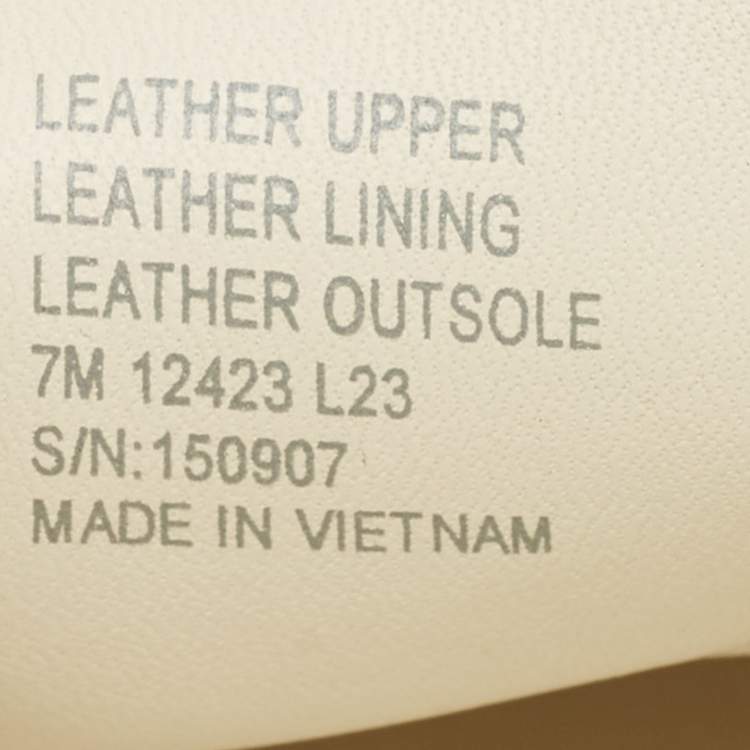 LEATHER UPPER
LEATHER LINING
LEATHER OUTSOLE
7M 12423 L23
S/N:150907
MADE IN VIETNAM